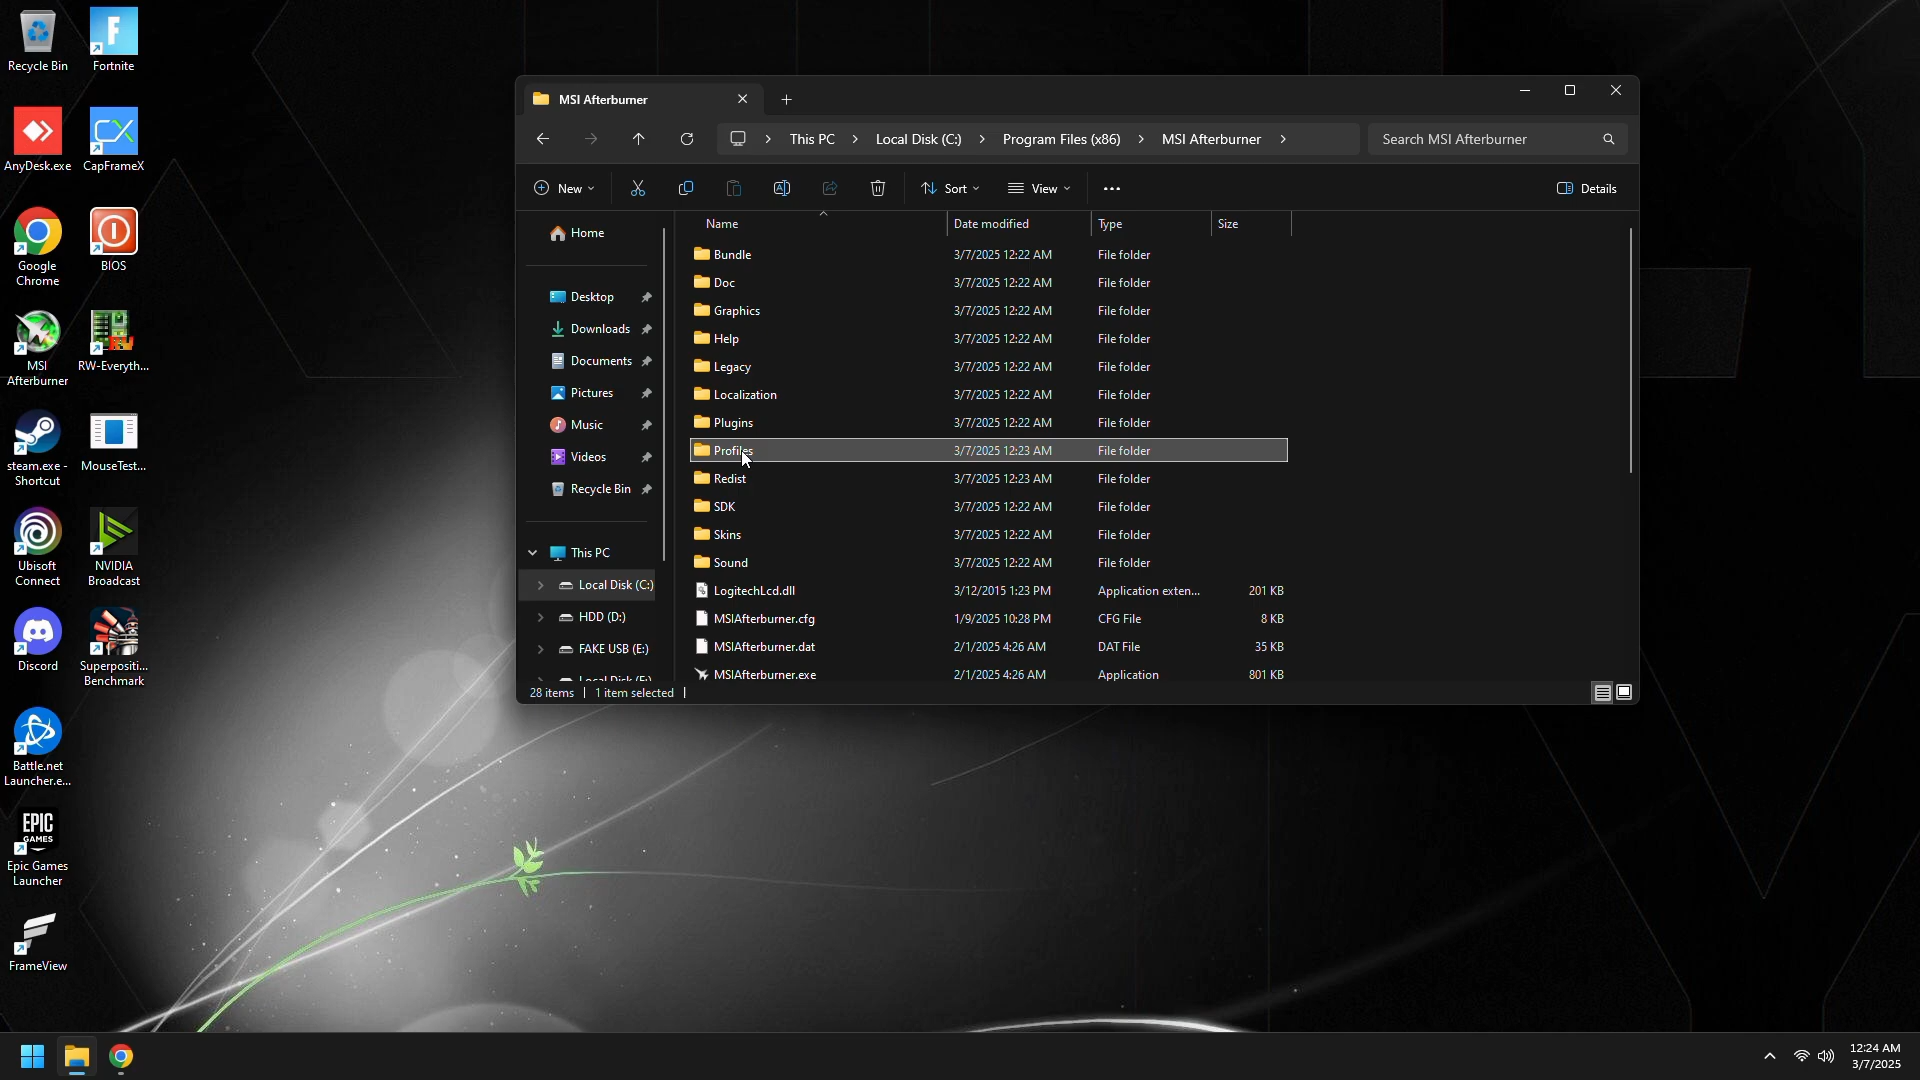 Recycle Bin
Fortnite
AnyDesk.exe
CapFrameX
Google
Chrome
BIOS
MSI
Afterburner
RW-Everyth...
steam.exe -
Shortcut
MouseTest...
Ubisoft
Connect
NVIDIA
Broadcast
Discord
Superpositi...
Benchmark
Battle.net
Launcher.e...
EPIC
GAMES
Epic Games
Launcher
FrameView
MSI Afterburner
This PC > Local Disk (C:) > Program Files (x86) > MSI Afterburner >
Search MSI Afterburner
New
Sort
View
Details
Home
Desktop
Downloads
Documents
Pictures
Music
Videos
Recycle Bin
This PC
Local Disk (C:)
HDD (D:)
FAKE USB (E:)
Name Date modified Type Size
Bundle 3/7/2025 12:22 AM File folder
Doc 3/7/2025 12:22 AM File folder
Graphics 3/7/2025 12:22 AM File folder
Help 3/7/2025 12:22 AM File folder
Legacy 3/7/2025 12:22 AM File folder
Localization 3/7/2025 12:22 AM File folder
Plugins 3/7/2025 12:22 AM File folder
Profiles 3/7/2025 12:23 AM File folder
Redist 3/7/2025 12:23 AM File folder
SDK 3/7/2025 12:22 AM File folder
Skins 3/7/2025 12:22 AM File folder
Sound 3/7/2025 12:22 AM File folder
LogitechLcd.dll 3/12/2015 1:23 PM Application exten... 201 KB
MSIAfterburner.cfg 1/9/2025 10:28 PM CFG File 8 KB
MSIAfterburner.dat 2/1/2025 4:26 AM DAT File 35 KB
MSIAfterburner.exe 2/1/2025 4:26 AM Application 801 KB
28 items 1 item selected
12:24 AM
3/7/2025